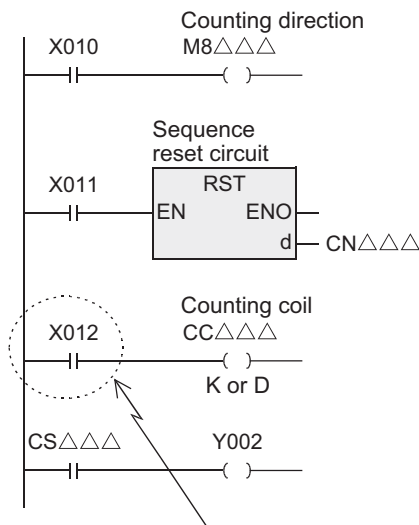 Counting direction
X010 M8△△△
Sequence
reset circuit
X011 RST
EN ENO
d CN△△△
Counting coil
X012 CC△△△
K or D
CS△△△ Y002